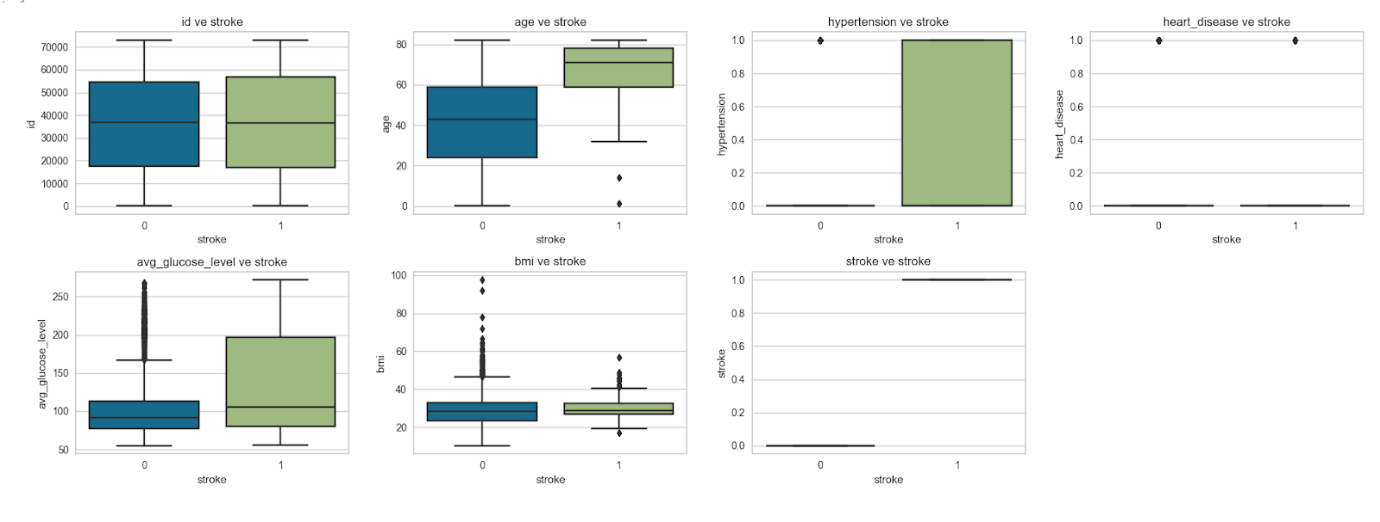 id ve stroke
70000
60000
50000
40000
30000
20000
10000
0
id
0 1
stroke
age ve stroke
80
60
40
20
0
age
0 1
stroke
hypertension ve stroke
1.0
0.8
0.6
0.4
0.2
0.0
hypertension
0 1
stroke
heart_disease ve stroke
1.0
0.8
0.6
0.4
0.2
0.0
heart_disease
0 1
stroke
avg_glucose_level ve stroke
250
200
150
100
50
avg_glucose_level
0 1
stroke
bmi ve stroke
100
80
60
40
20
bmi
0 1
stroke
stroke ve stroke
1.0
0.8
0.6
0.4
0.2
0.0
stroke
0 1
stroke